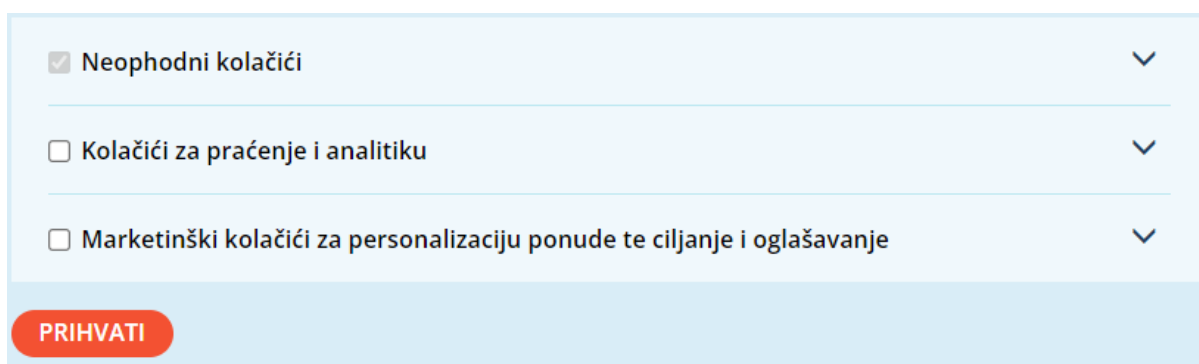 Neophodni kolačići
Kolačići za praćenje i analitiku
Marketinški kolačići za personalizaciju ponude te ciljanje i oglašavanje
PRIHVATI